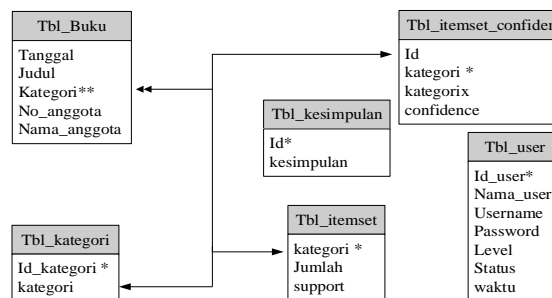 Tbl_Buku
Tanggal
Judul
Kategori**
No_anggota
Nama_anggota
Tbl_itemset_confiden
Id
kategori *
kategorix
confidence
Tbl_kesimpulan
Id*
kesimpulan
Tbl_user
Id_user*
Nama_user
Username
Password
Level
Status
waktu
Tbl_kategori
Id_kategori *
kategori
Tbl_itemset
kategori *
Jumlah
support